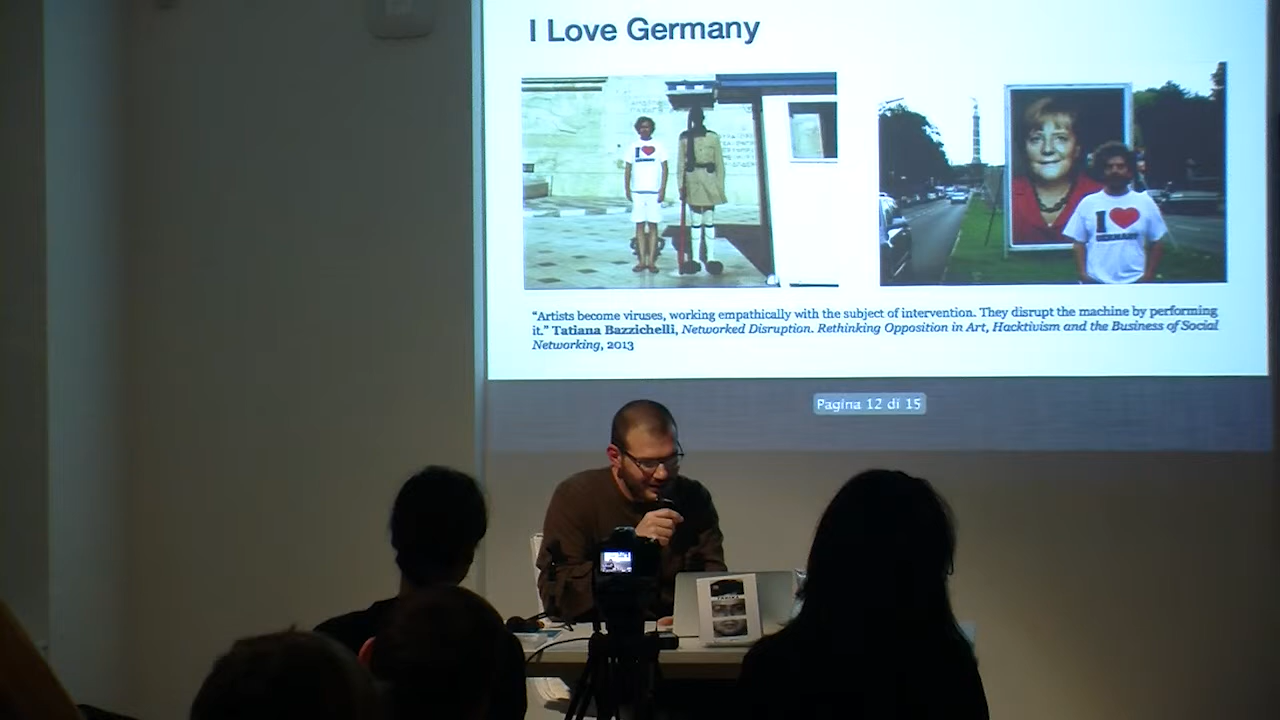 I Love Germany
I ♥
I ♥
GERMANY
“Artists become viruses, working empathically with the subject of intervention. They disrupt the machine by performing
it.” Tatiana Bazzichelli, Networked Disruption. Rethinking Opposition in Art, Hacktivism and the Business of Social
Networking, 2013
Pagina 12 di 15